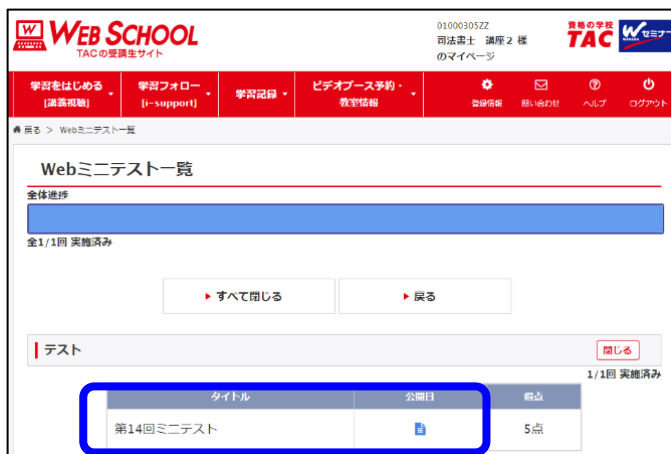 WEB SCHOOL
TACの受講生サイト
01000305ZZ
司法書士 講座2 様
のマイページ
資格の学校
TAC
W セミナー
WASEDA
学習をはじめる
[講義視聴]
学習フォロー
[i-support]
学習記録
ビデオブース予約・
教室情報
登録情報
問い合わせ
ヘルプ
ログアウト
戻る > Webミニテスト一覧
Webミニテスト一覧
全体進捗
全1/1回 実施済み
すべて閉じる
戻る
テスト
閉じる
1/1回 実施済み
タイトル 公開日 得点
第14回ミニテスト 5点